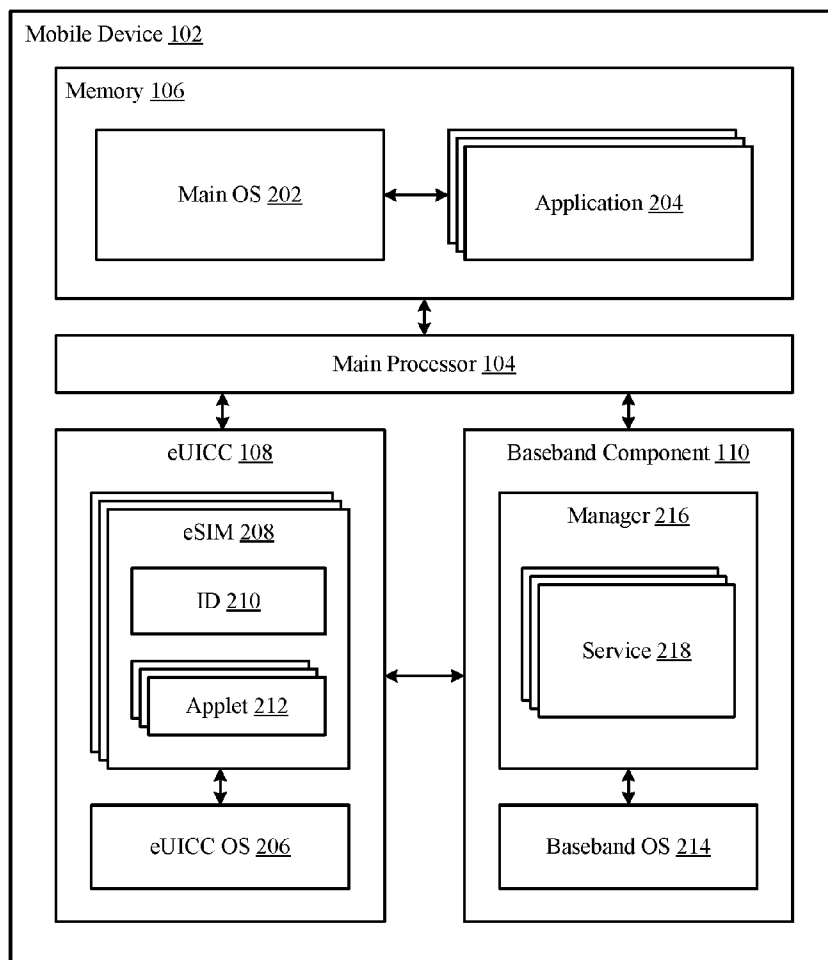 Mobile Device 102
Memory 106
Main OS 202
Application 204
Main Processor 104
eUICC 108
Baseband Component 110
eSIM 208
Manager 216
ID 210
Service 218
Applet 212
eUICC OS 206
Baseband OS 214